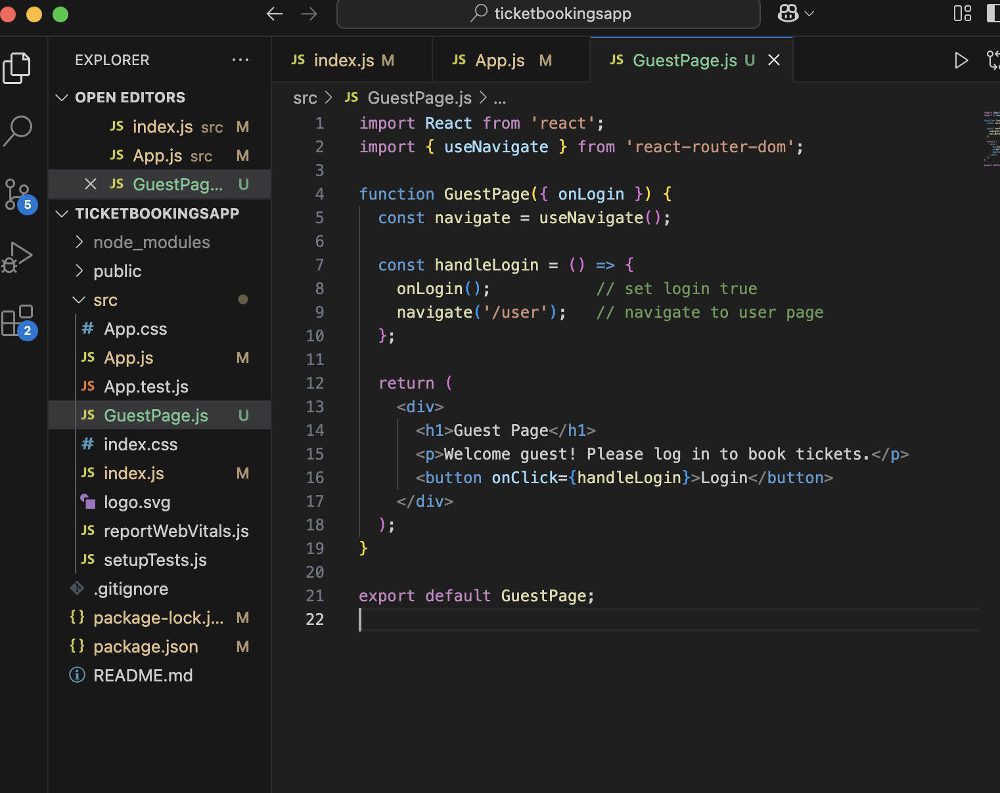 ticketbookingsapp
EXPLORER ...
OPEN EDITORS
JS index.js src M
JS App.js src M
JS GuestPag... U
TICKETBOOKINGSAPP
node_modules
public
src
# App.css
JS App.js M
JS App.test.js
JS GuestPage.js U
# index.css
JS index.js M
logo.svg
JS reportWebVitals.js
JS setupTests.js
.gitignore
{} package-lock.j... M
{} package.json M
README.md
5
2
JS index.js M
JS App.js M
JS GuestPage.js U
src > JS GuestPage.js > ...
1 import React from 'react';
2 import { useNavigate } from 'react-router-dom';
3
4 function GuestPage({ onLogin }) {
5 const navigate = useNavigate();
6
7 const handleLogin = () => {
8 onLogin(); // set login true
9 navigate('/user'); // navigate to user page
10 };
11
12 return (
13 <div>
14 <h1>Guest Page</h1>
15 <p>Welcome guest! Please log in to book tickets.</p>
16 <button onClick={handleLogin}>Login</button>
17 </div>
18 );
19 }
20
21 export default GuestPage;
22